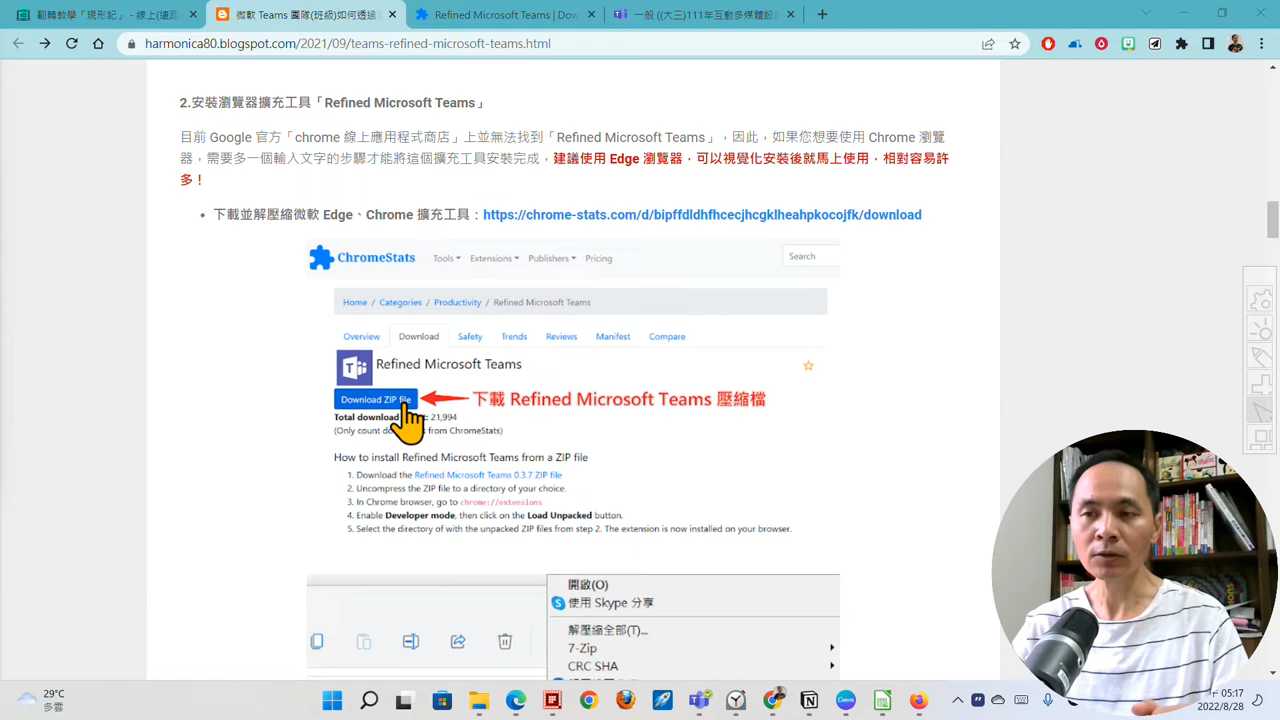 翻轉教學「現形記」 - 線上(遠距
微軟 Teams 團隊(班級)如何透過
Refined Microsoft Teams | Dow
一般 ((大三)111年互動多媒體設
harmonica80.blogspot.com/2021/09/teams-refined-microsoft-teams.html
2.安裝瀏覽器擴充工具「Refined Microsoft Teams」
目前 Google 官方「chrome 線上應用程式商店」上並無法找到「Refined Microsoft Teams」，因此，如果您想要使用 Chrome 瀏覽
器，需要多一個輸入文字的步驟才能將這個擴充工具安裝完成，建議使用 Edge 瀏覽器，可以視覺化安裝後就馬上使用，相對容易許
多！
• 下載並解壓縮微軟 Edge、Chrome 擴充工具：https://chrome-stats.com/d/bipffdldhfhcecjhcgklheahpkocojfk/download
ChromeStats
Tools Extensions Publishers Pricing
Search
Home / Categories / Productivity / Refined Microsoft Teams
Overview Download Safety Trends Reviews Manifest Compare
Refined Microsoft Teams
Download ZIP file
下載 Refined Microsoft Teams 壓縮檔
Total download : 21,994
(Only count do from ChromeStats)
How to install Refined Microsoft Teams from a ZIP file
1. Download the Refined Microsoft Teams 0.3.7 ZIP file
2. Uncompress the ZIP file to a directory of your choice.
3. In Chrome browser, go to chrome://extensions
4. Enable Developer mode, then click on the Load Unpacked button.
5. Select the directory of with the unpacked ZIP files from step 2. The extension is now installed on your browser.
開啟(O)
使用 Skype 分享
解壓縮全部(T)...
7-Zip
CRC SHA
29°C
多雲
05:17
2022/8/28